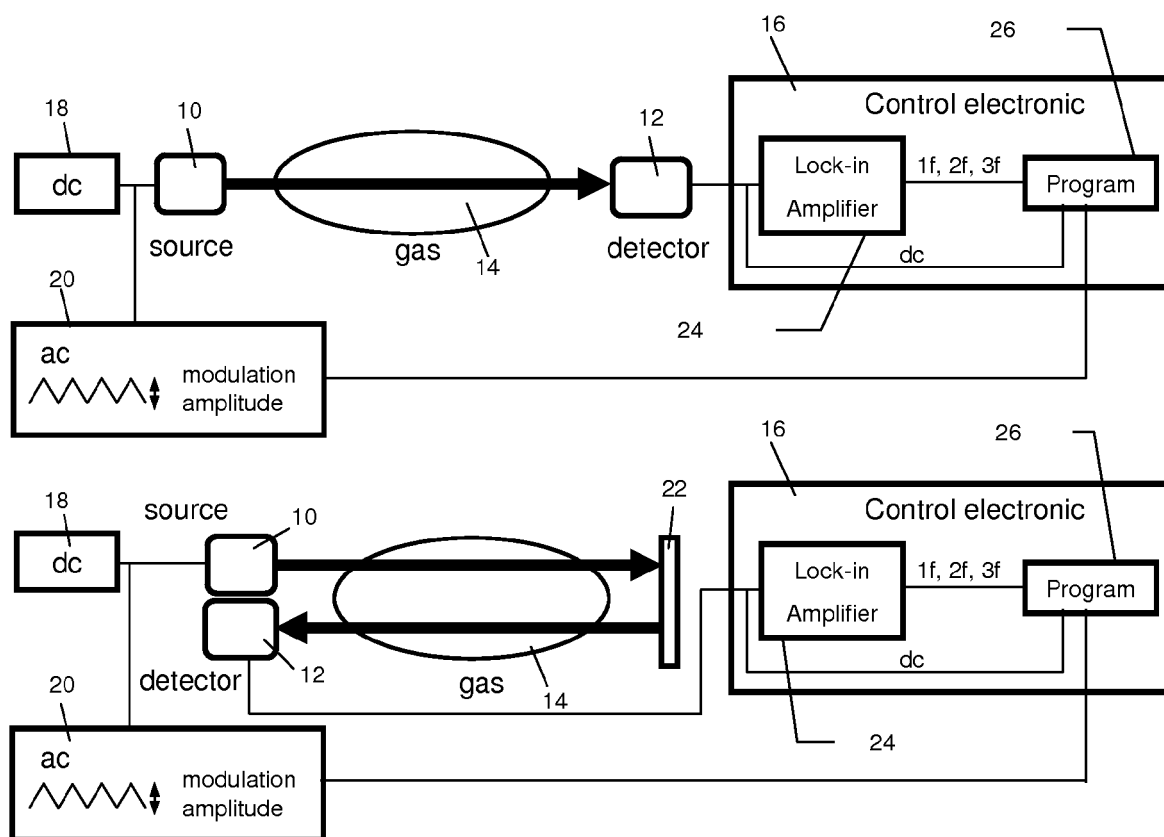 16
26
18
10
12
Control electronic
dc
Lock-in
Amplifier
1f, 2f, 3f
Program
source
gas
14
detector
dc
20
24
ac
modulation
amplitude
16
26
18
source
10
22
Control electronic
dc
Lock-in
Amplifier
1f, 2f, 3f
Program
detector
12
gas
14
dc
20
24
ac
modulation
amplitude